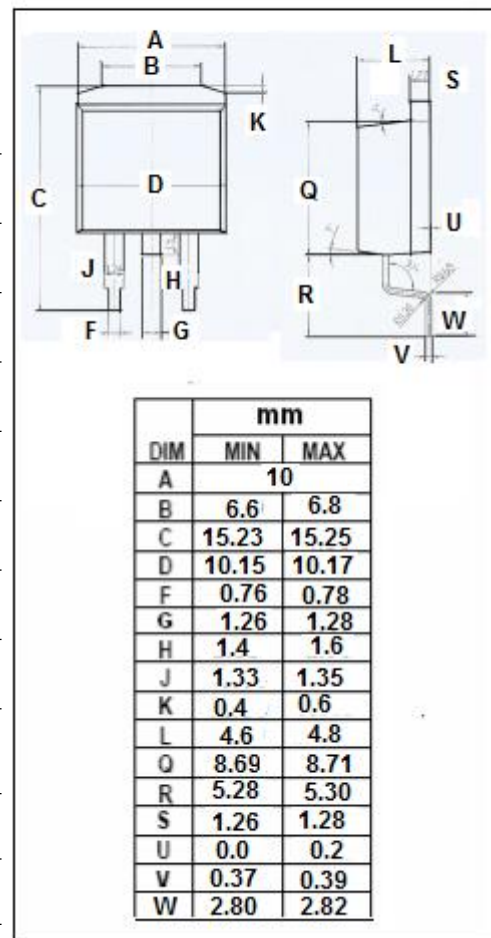 A
B
K
C
D
J
H
F
G
L
S
Q
U
R
W
V
mm
DIM MIN MAX
A 10
B 6.6 6.8
C 15.23 15.25
D 10.15 10.17
F 0.76 0.78
G 1.26 1.28
H 1.4 1.6
J 1.33 1.35
K 0.4 0.6
L 4.6 4.8
Q 8.69 8.71
R 5.28 5.30
S 1.26 1.28
U 0.0 0.2
V 0.37 0.39
W 2.80 2.82